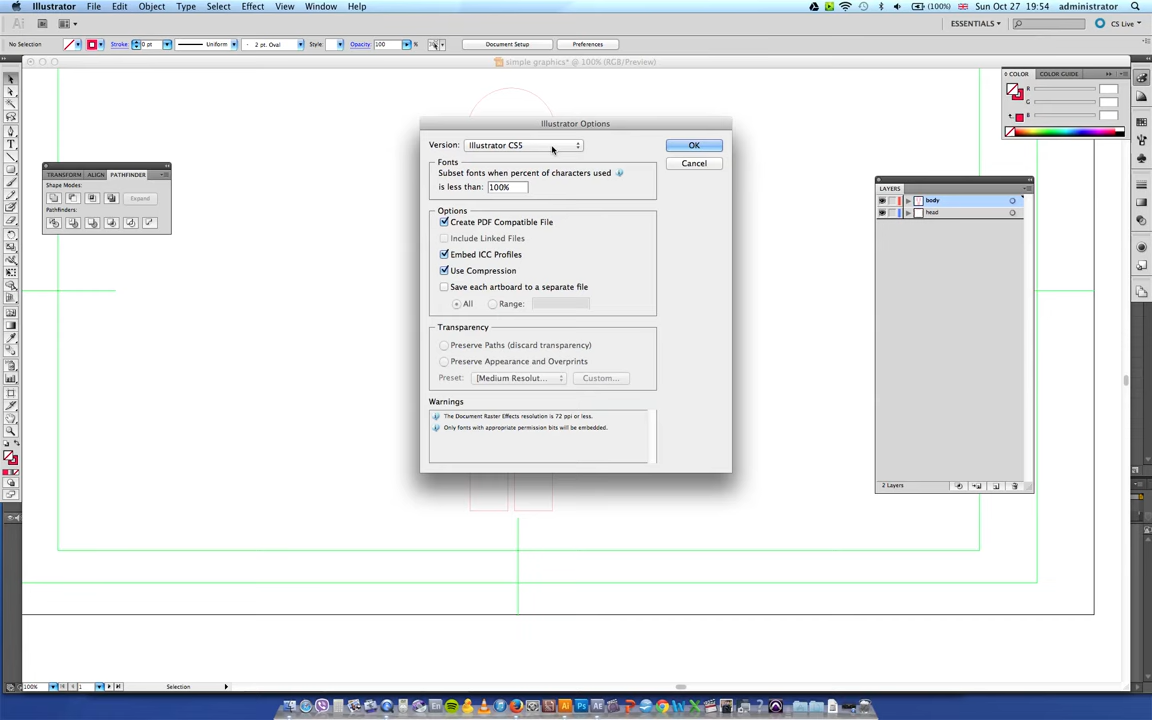 Illustrator File Edit Object Type Select Effect View Window Help
(100%) Sun Oct 27 19:54 administrator
Ai Br ESSENTIALS CS Live
No Selection Stroke 0 pt Uniform 2 pt. Oval Style: Opacity 100 % Document Setup Preferences
simple graphics* @ 100% (RGB/Preview)
COLOR COLOR GUIDE
R
G
B
TRANSFORM ALIGN PATHFINDER
Shape Modes:
Expand
Pathfinders:
Illustrator Options
Version: Illustrator CS5 OK
Fonts Cancel
Subset fonts when percent of characters used
is less than: 100%
Options
Create PDF Compatible File
Include Linked Files
Embed ICC Profiles
Use Compression
Save each artboard to a separate file
All Range:
Transparency
Preserve Paths (discard transparency)
Preserve Appearance and Overprints
Preset: [Medium Resolut... Custom...
Warnings
The Document Raster Effects resolution is 72 ppi or less.
Only fonts with appropriate permission bits will be embedded.
LAYERS
body
head
2 Layers
100% 1 Selection